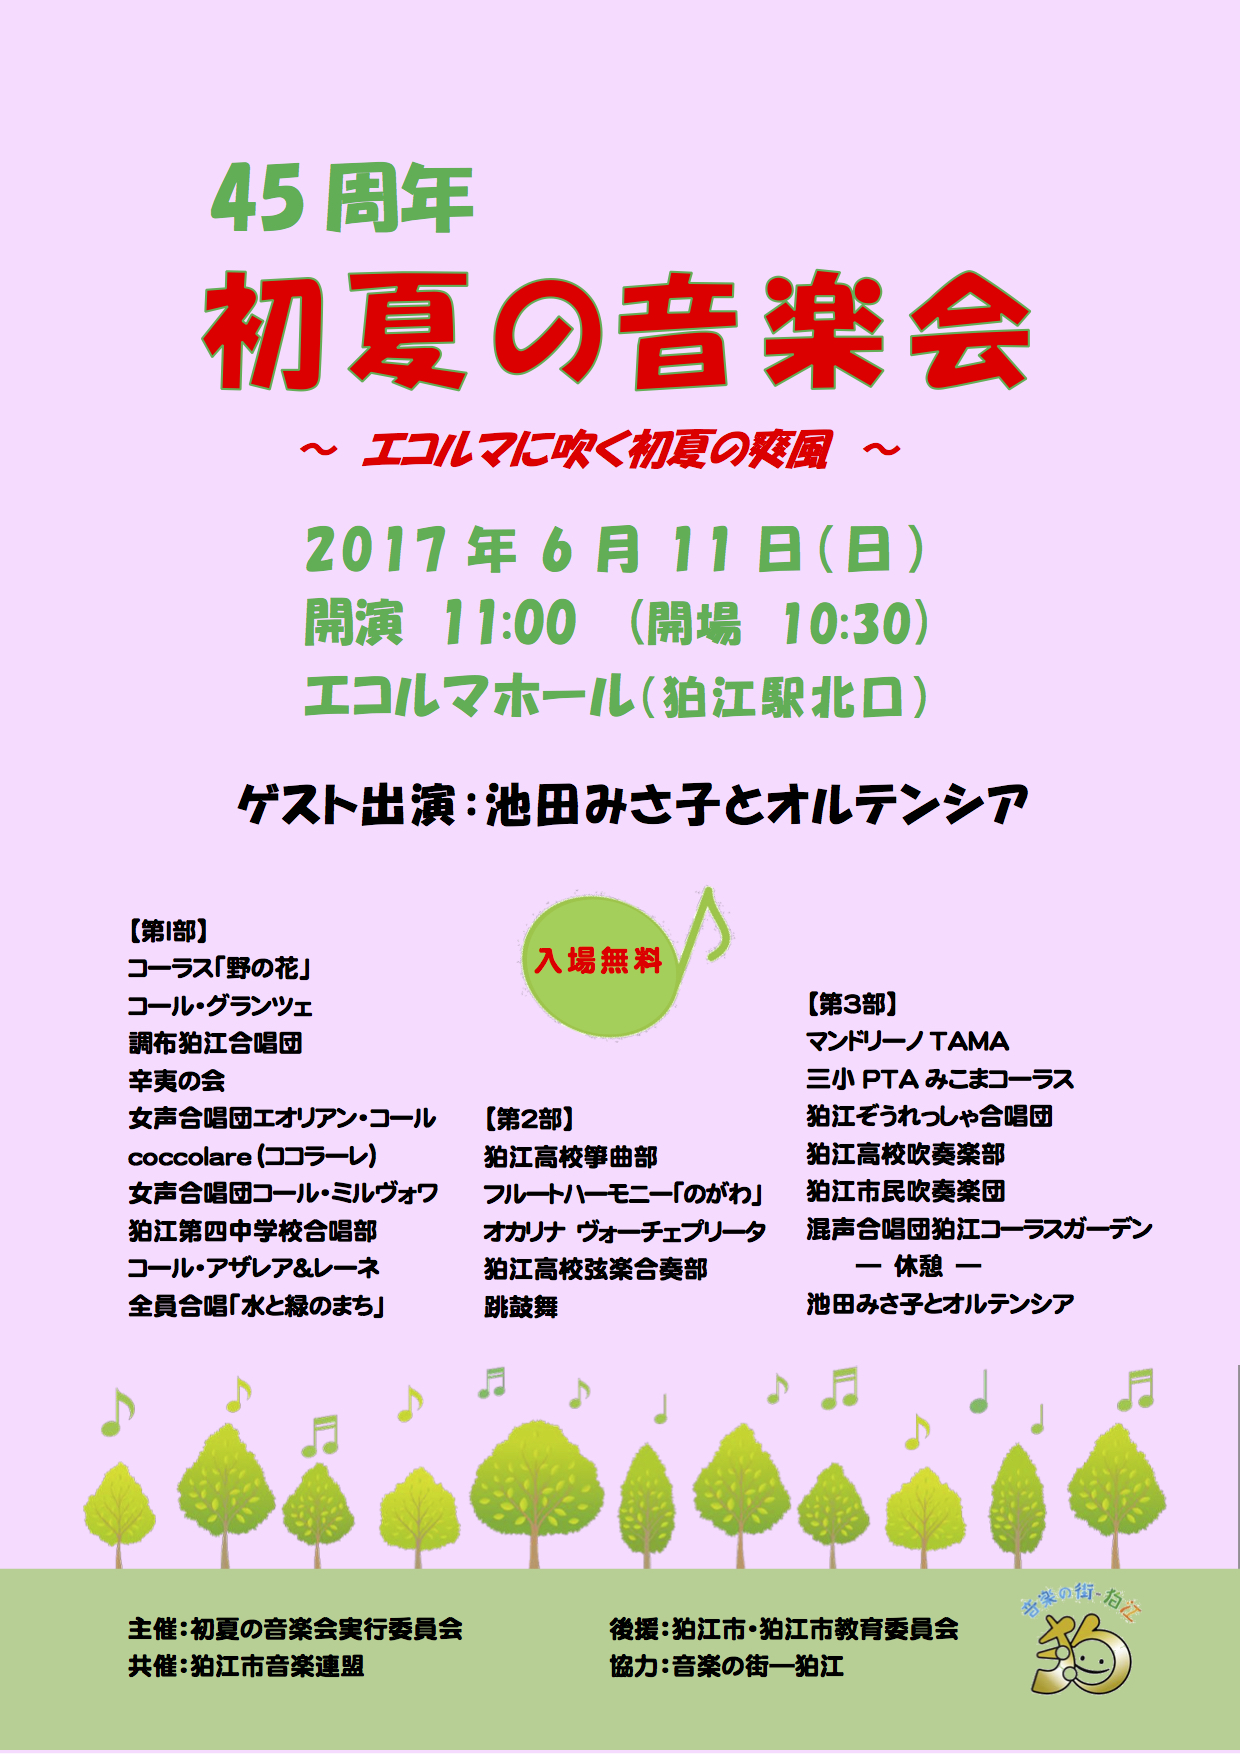 45周年
初夏の音楽会
～ エコルマに吹く初夏の爽風 ～
2017年6月11日(日)
開演 11:00 (開場 10:30)
エコルマホール(狛江駅北口)
ゲスト出演：池田みさ子とオルテンシア
入場無料
【第1部】
コーラス「野の花」
コール・グランツェ
調布狛江合唱団
辛夷の会
女声合唱団エオリアン・コール
coccolare(ココラーレ)
女声合唱団コール・ミルヴォワ
狛江第四中学校合唱部
コール・アザレア&レーネ
全員合唱「水と緑のまち」
【第2部】
狛江高校箏曲部
フルートハーモニー「のがわ」
オカリナ ヴォーチェプリータ
狛江高校弦楽合奏部
跳鼓舞
【第3部】
マンドリーノTAMA
三小PTAみこまコーラス
狛江ぞうれっしゃ合唱団
狛江高校吹奏楽部
狛江市民吹奏楽団
混声合唱団狛江コーラスガーデン
― 休憩 ―
池田みさ子とオルテンシア
主催：初夏の音楽会実行委員会
共催：狛江市音楽連盟
後援：狛江市・狛江市教育委員会
協力：音楽の街―狛江
音楽の街-狛江